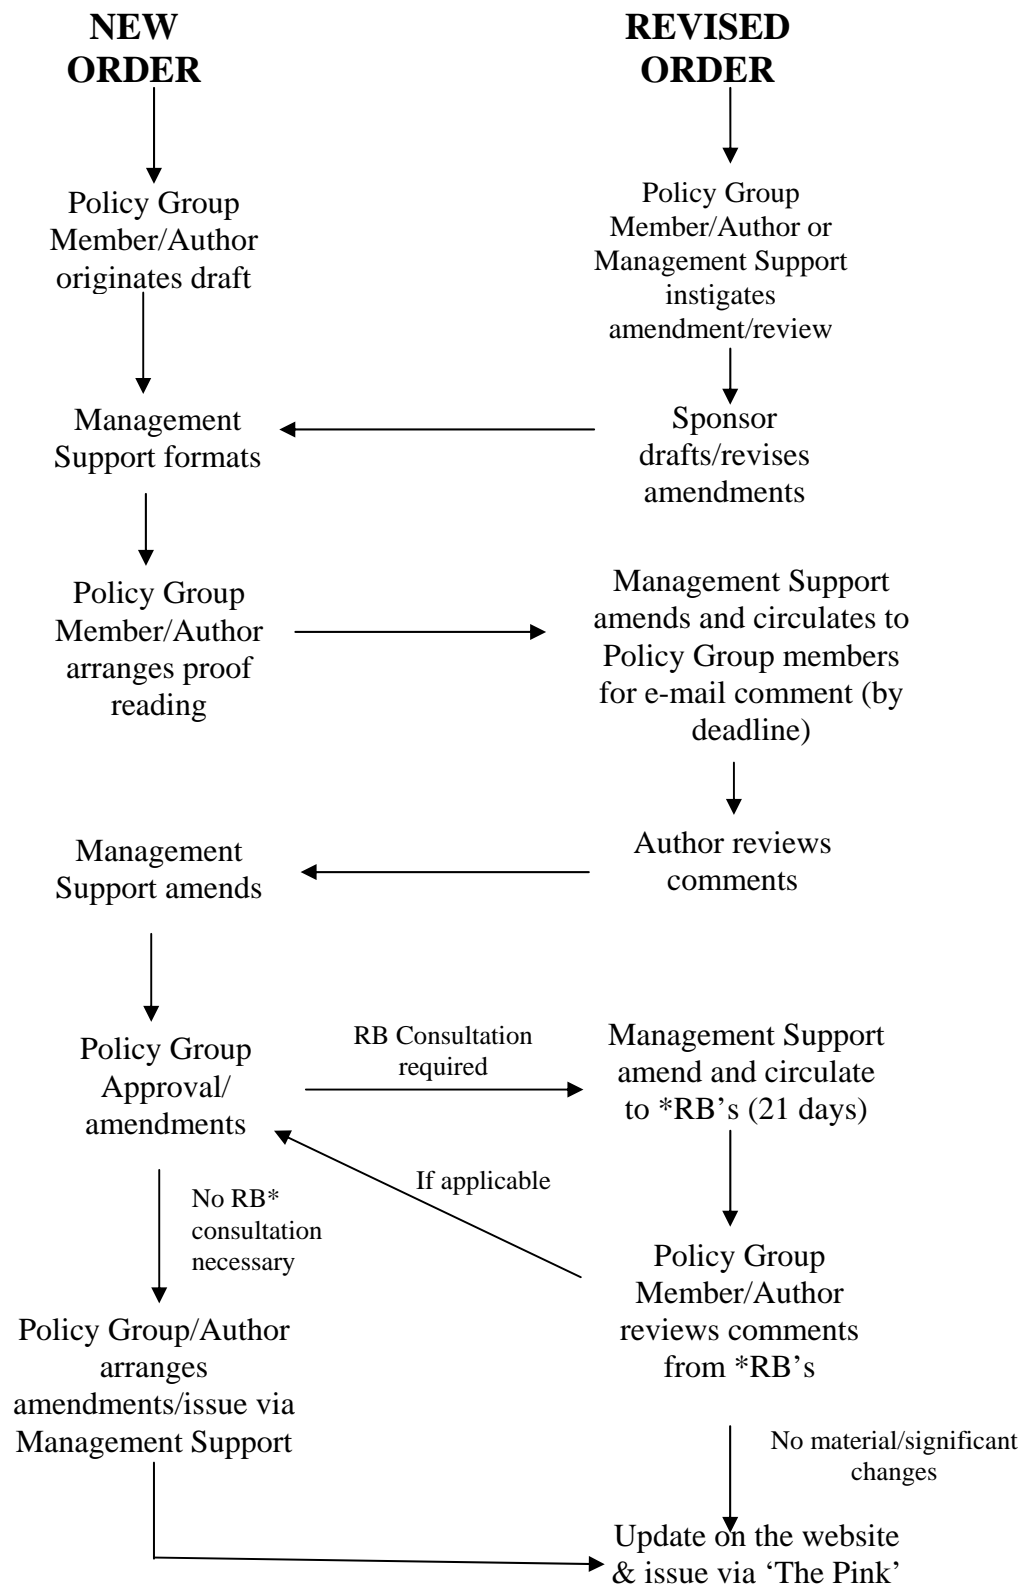 NEW
ORDER
REVISED
ORDER
Policy Group
Member/Author
originates draft
Policy Group
Member/Author or
Management Support
instigates
amendment/review
Management
Support formats
Sponsor
drafts/revises
amendments
Policy Group
Member/Author
arranges proof
reading
Management Support
amends and circulates to
Policy Group members
for e-mail comment (by
deadline)
Management
Support amends
Author reviews
comments
Policy Group
Approval/
amendments
RB Consultation
required
Management Support
amend and circulate
to *RB's (21 days)
No RB*
consultation
necessary
If applicable
Policy Group
Member/Author
reviews comments
from *RB's
Policy Group/Author
arranges
amendments/issue via
Management Support
No material/significant
changes
Update on the website
& issue via ‘The Pink’